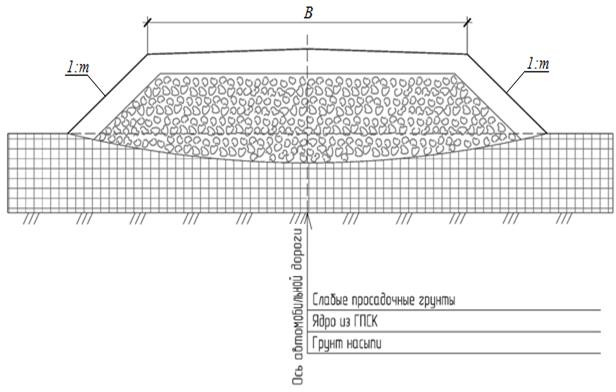 В
1:m
1:m
Ось автомобильной дороги
Слабые просадочные грунты
Ядро из ГПСК
Грунт насыпи